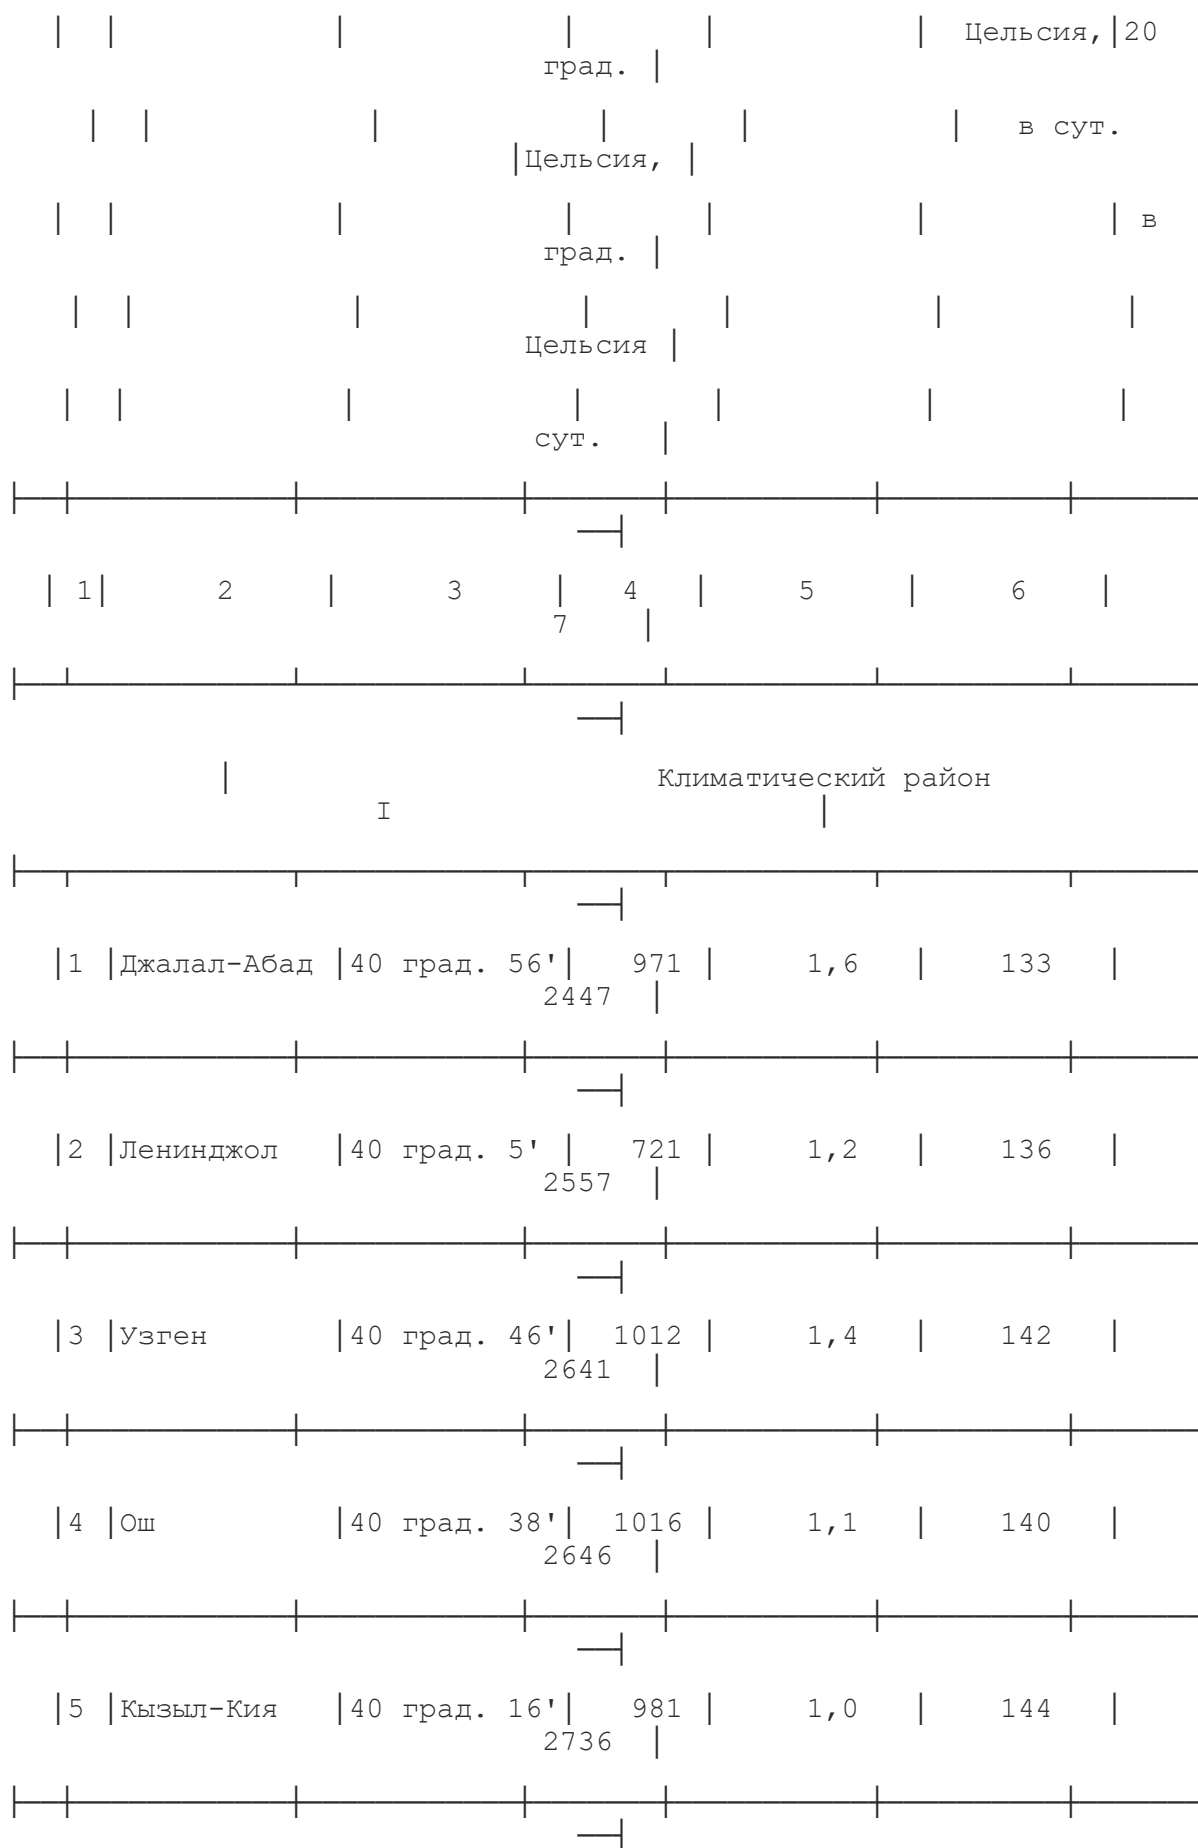 | | | | | | Цельсия,|20
град. |
| | | | | | в сут.
|Цельсия, |
| | | | | | | в
град. |
| | | | | | |
Цельсия |
| | | | | | |
сут. |
├──┼────────────┼────────────┼───────┼───────────┼──────────┼───────
──┤
| 1| 2 | 3 | 4 | 5 | 6 |
7 |
├──┴────────────┴────────────┴───────┴───────────┴──────────┴───────
──┤
| Климатический район
I |
├──┬────────────┬────────────┬───────┬───────────┬──────────┬───────
──┤
|1 |Джалал-Абад |40 град. 56'| 971 | 1,6 | 133 |
2447 |
├──┼────────────┼────────────┼───────┼───────────┼──────────┼───────
──┤
|2 |Ленинджол |40 град. 5' | 721 | 1,2 | 136 |
2557 |
├──┼────────────┼────────────┼───────┼───────────┼──────────┼───────
──┤
|3 |Узген |40 град. 46'| 1012 | 1,4 | 142 |
2641 |
├──┼────────────┼────────────┼───────┼───────────┼──────────┼───────
──┤
|4 |Ош |40 град. 38'| 1016 | 1,1 | 140 |
2646 |
├──┼────────────┼────────────┼───────┼───────────┼──────────┼───────
──┤
|5 |Кызыл-Кия |40 град. 16'| 981 | 1,0 | 144 |
2736 |
├──┼────────────┼────────────┼───────┼───────────┼──────────┼───────
──┤